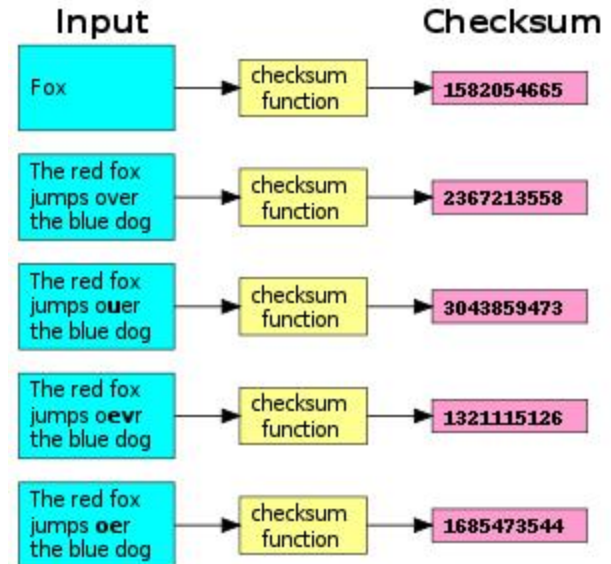 Input
Checksum
Fox
checksum
function
1582054665
The red fox
jumps over
the blue dog
checksum
function
2367213558
The red fox
jumps ouer
the blue dog
checksum
function
3043859473
The red fox
jumps oevr
the blue dog
checksum
function
1321115126
The red fox
jumps oer
the blue dog
checksum
function
1685473544